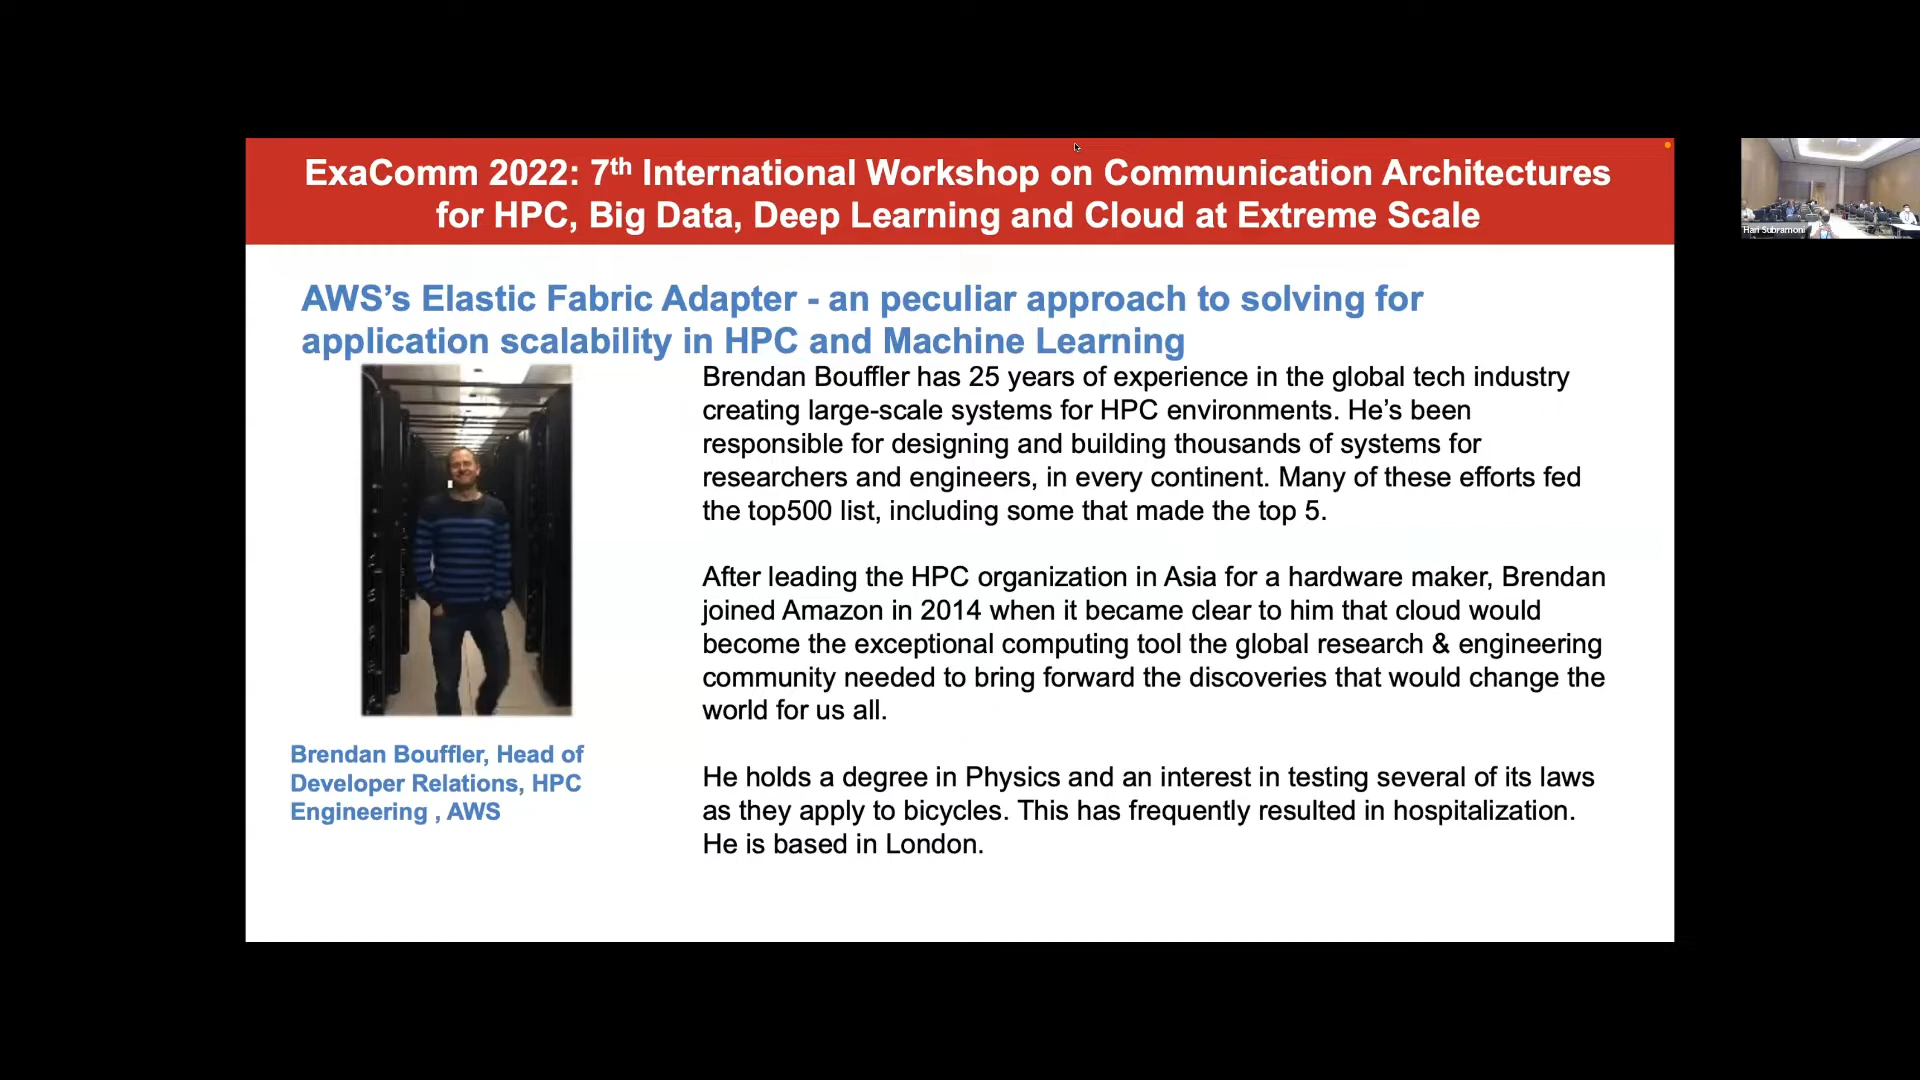 ExaComm 2022: 7th International Workshop on Communication Architectures
for HPC, Big Data, Deep Learning and Cloud at Extreme Scale
AWS’s Elastic Fabric Adapter - an peculiar approach to solving for
application scalability in HPC and Machine Learning
Brendan Bouffler has 25 years of experience in the global tech industry
creating large-scale systems for HPC environments. He’s been
responsible for designing and building thousands of systems for
researchers and engineers, in every continent. Many of these efforts fed
the top500 list, including some that made the top 5.
After leading the HPC organization in Asia for a hardware maker, Brendan
joined Amazon in 2014 when it became clear to him that cloud would
become the exceptional computing tool the global research & engineering
community needed to bring forward the discoveries that would change the
world for us all.
He holds a degree in Physics and an interest in testing several of its laws
as they apply to bicycles. This has frequently resulted in hospitalization.
He is based in London.
Brendan Bouffler, Head of
Developer Relations, HPC
Engineering , AWS
Hari Subramoni